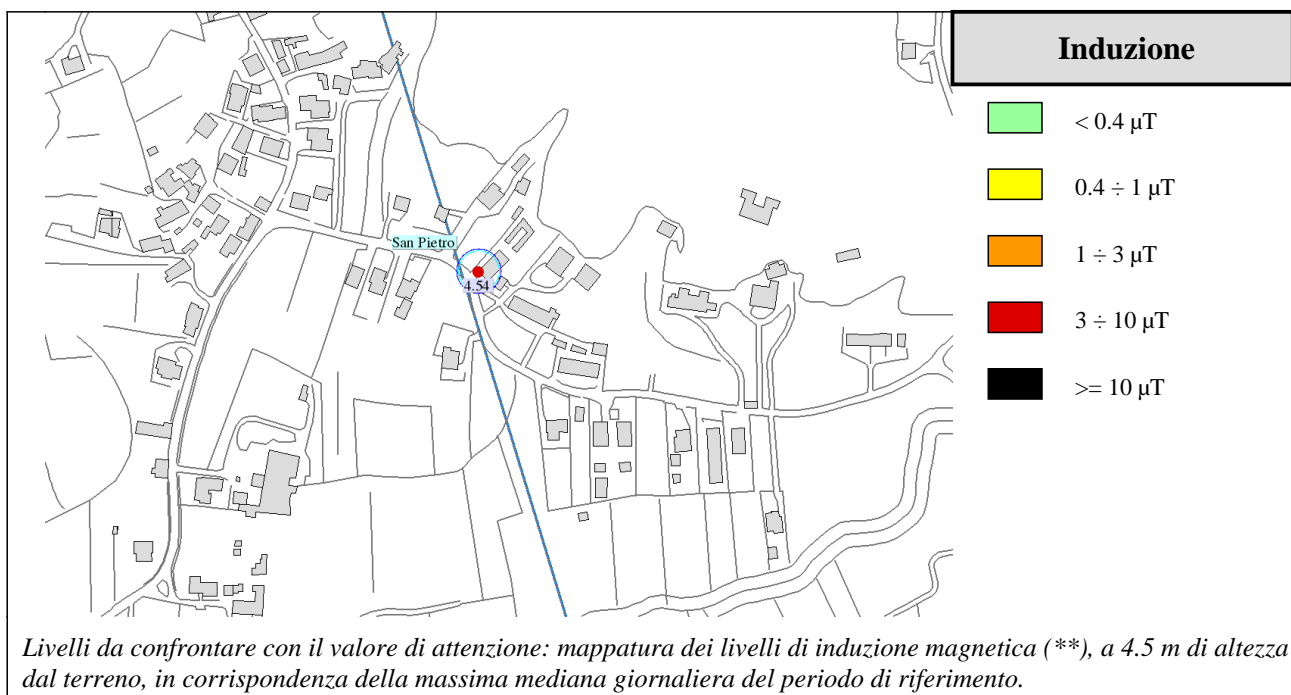 Induzione
< 0.4 µT
0.4 ÷ 1 µT
1 ÷ 3 µT
3 ÷ 10 µT
>= 10 µT
San Pietro
4.54
Livelli da confrontare con il valore di attenzione: mappatura dei livelli di induzione magnetica (**), a 4.5 m di altezza
dal terreno, in corrispondenza della massima mediana giornaliera del periodo di riferimento.